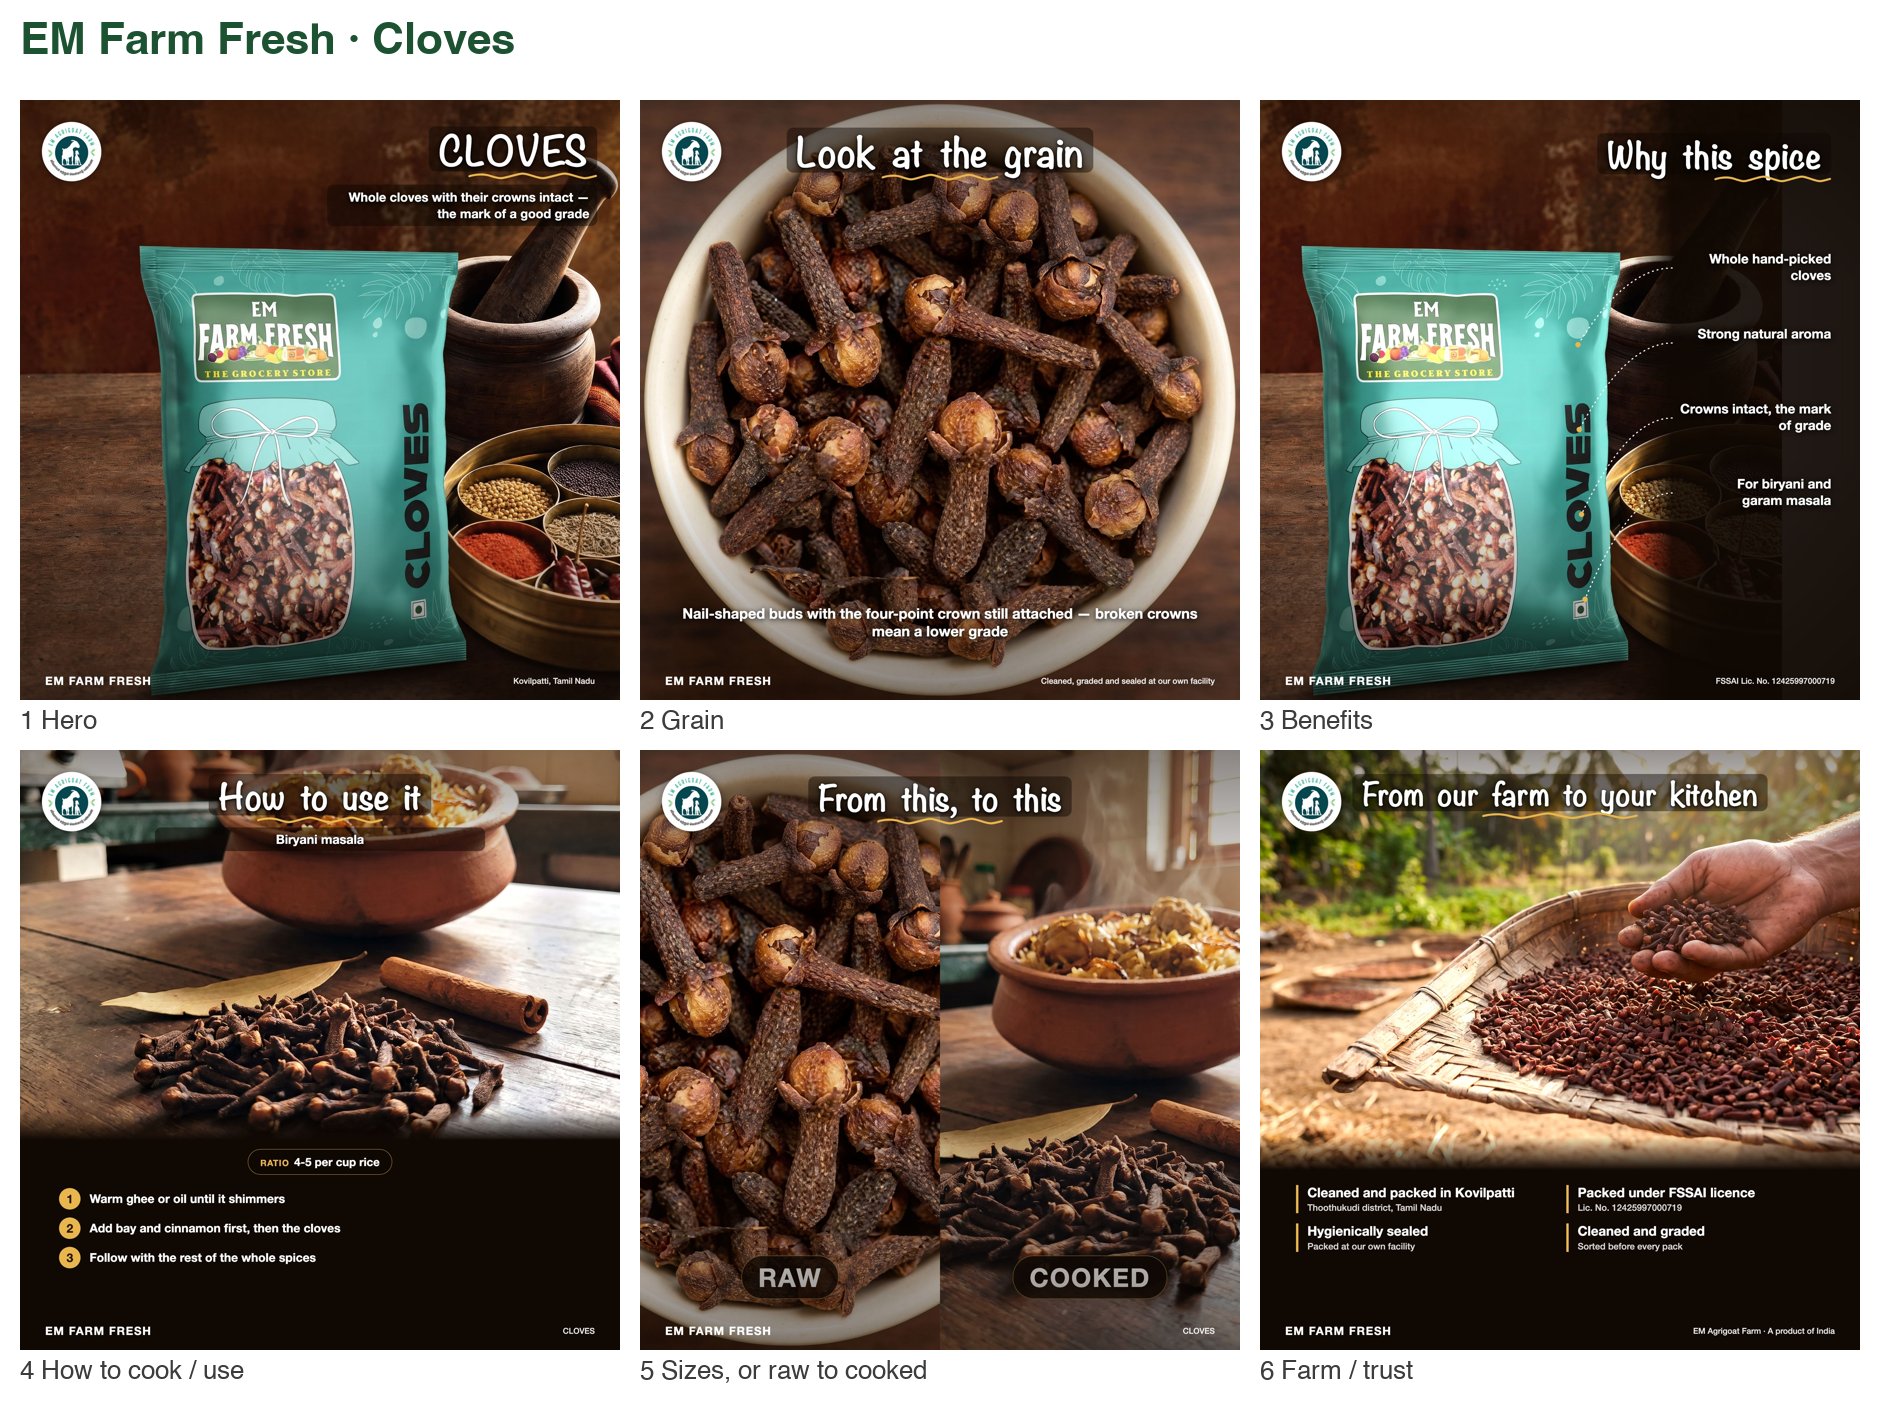 EM Farm Fresh · Cloves
CLOVES
Whole cloves with their crowns intact —
the mark of a good grade
EM
FARM FRESH
THE GROCERY STORE
CLOVES
EM FARM FRESH
Kovilpatti, Tamil Nadu
1 Hero
Look at the grain
Nail-shaped buds with the four-point crown still attached — broken crowns
mean a lower grade
EM FARM FRESH
Cleaned, graded and sealed at our own facility
2 Grain
Why this spice
Whole hand-picked
cloves
Strong natural aroma
Crowns intact, the mark
of grade
For biryani and
garam masala
EM
FARM FRESH
THE GROCERY STORE
CLOVES
EM FARM FRESH
FSSAI Lic. No. 12425997000719
3 Benefits
How to use it
Biryani masala
RATIO 4-5 per cup rice
1 Warm ghee or oil until it shimmers
2 Add bay and cinnamon first, then the cloves
3 Follow with the rest of the whole spices
EM FARM FRESH
CLOVES
4 How to cook / use
From this, to this
RAW
COOKED
EM FARM FRESH
CLOVES
5 Sizes, or raw to cooked
From our farm to your kitchen
Cleaned and packed in Kovilpatti
Thoothukudi district, Tamil Nadu
Packed under FSSAI licence
Lic. No. 12425997000719
Hygienically sealed
Packed at our own facility
Cleaned and graded
Sorted before every pack
EM FARM FRESH
EM Agrigoat Farm · A product of India
6 Farm / trust